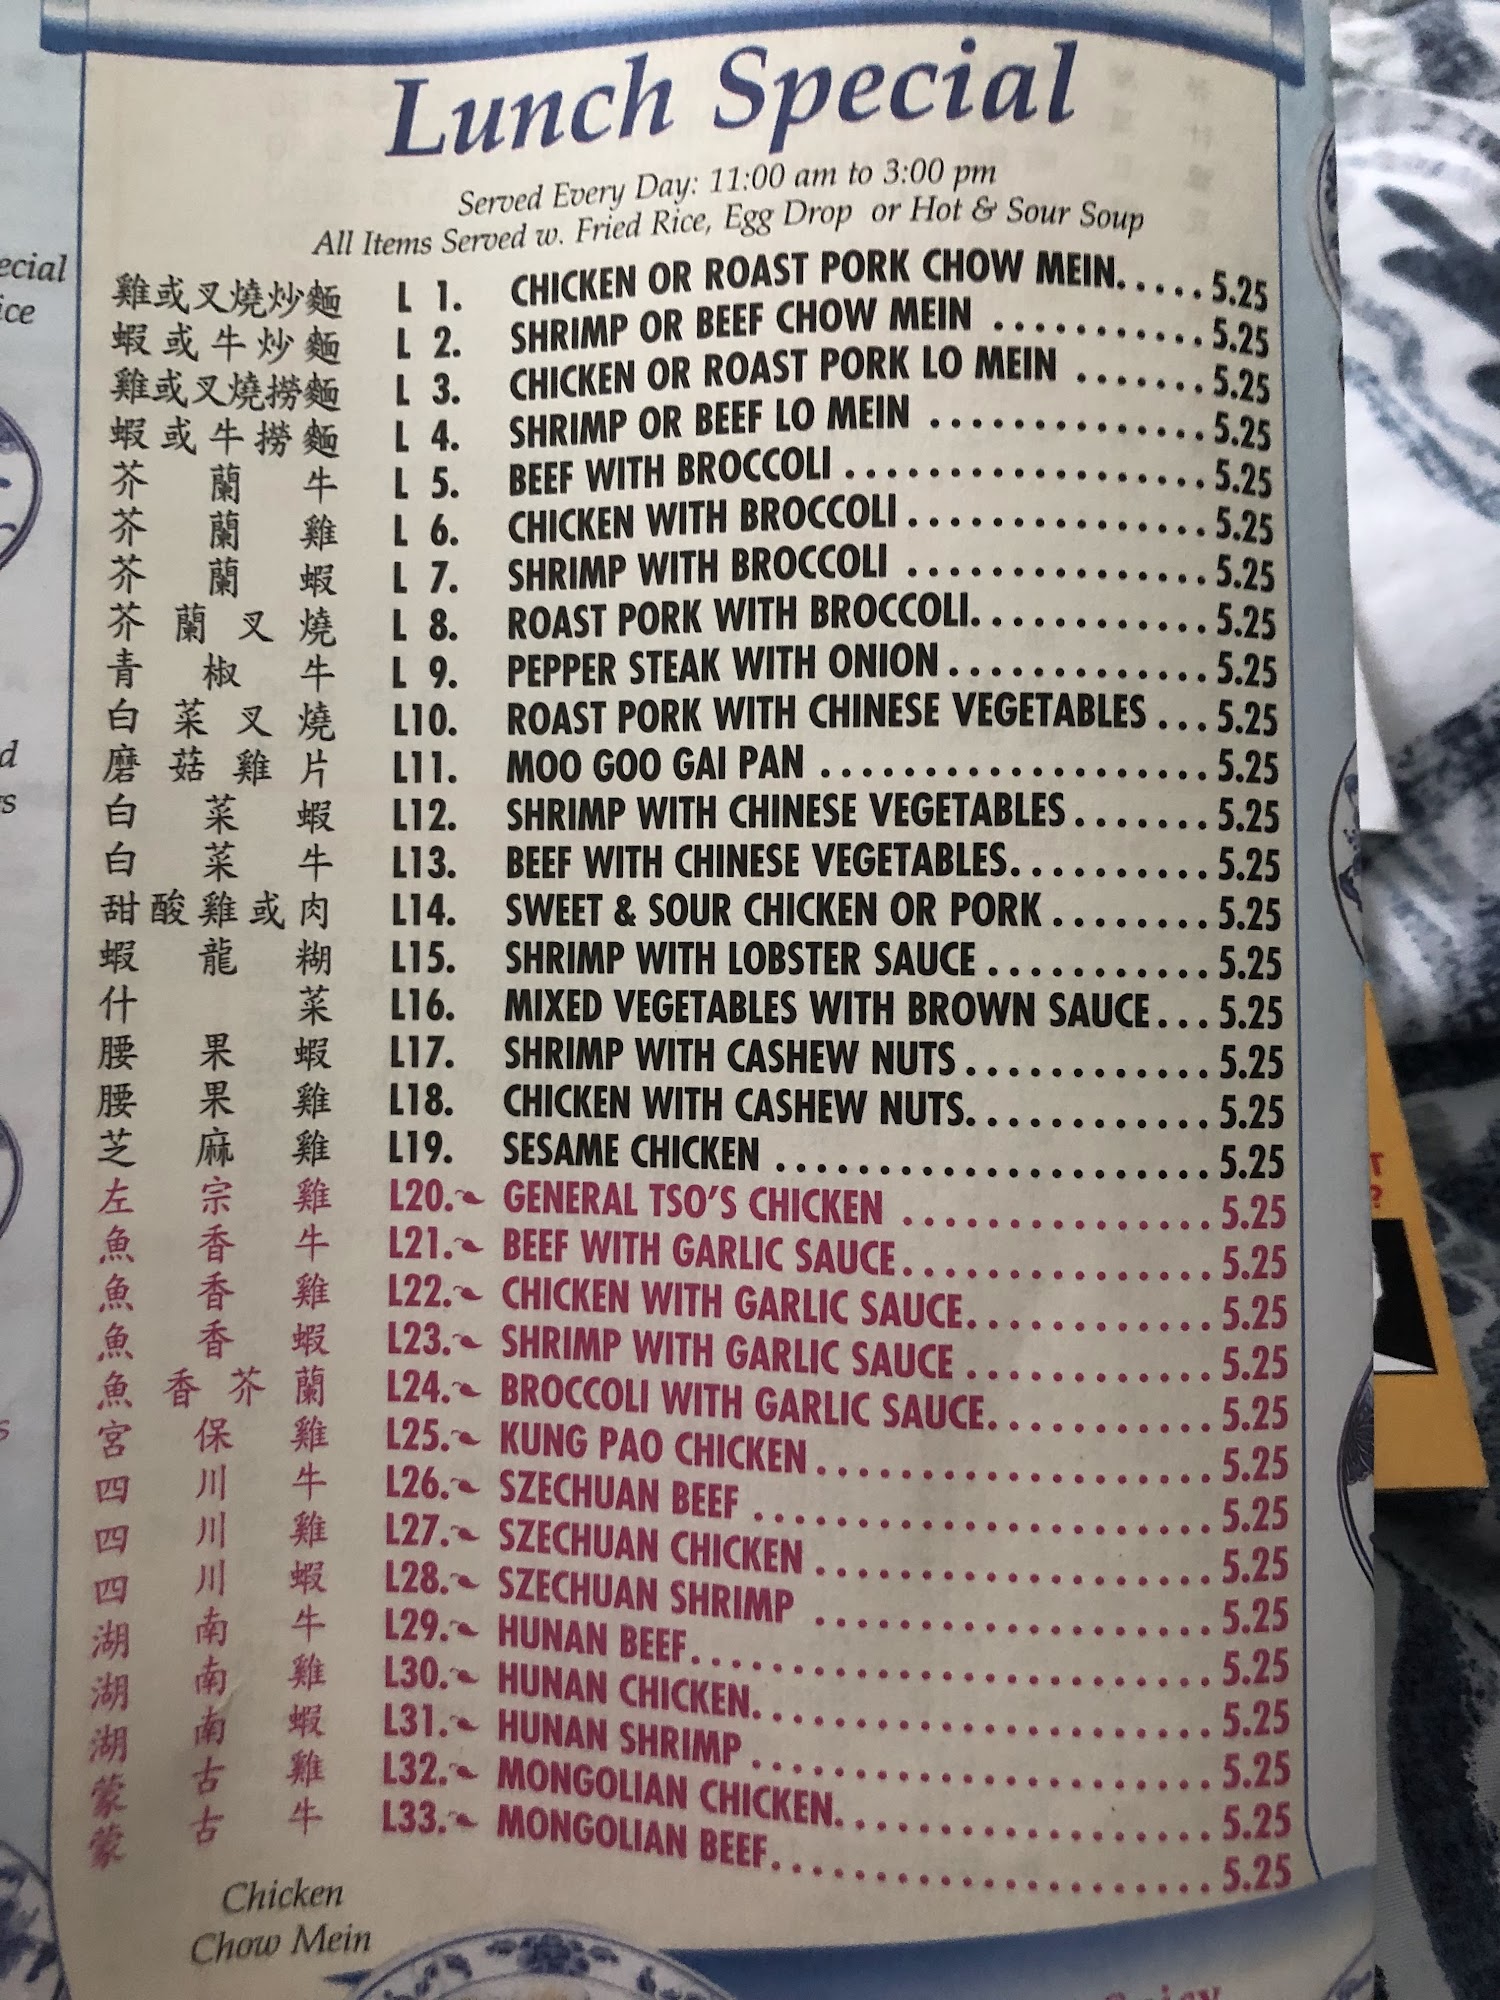 Lunch Special
Served Every Day: 11:00 am to 3:00 pm
All Items Served w. Fried Rice, Egg Drop or Hot & Sour Soup
雞或叉燒炒麵 L 1. CHICKEN OR ROAST PORK CHOW MEIN..... 5.25
蝦或牛炒麵 L 2. SHRIMP OR BEEF CHOW MEIN ........... 5.25
雞或叉燒撈麵 L 3. CHICKEN OR ROAST PORK LO MEIN ....... 5.25
蝦或牛撈麵 L 4. SHRIMP OR BEEF LO MEIN ............... 5.25
芥蘭牛 L 5. BEEF WITH BROCCOLI ................... 5.25
芥蘭雞 L 6. CHICKEN WITH BROCCOLI ................ 5.25
芥蘭蝦 L 7. SHRIMP WITH BROCCOLI ................ 5.25
芥蘭叉燒 L 8. ROAST PORK WITH BROCCOLI............. 5.25
青椒牛 L 9. PEPPER STEAK WITH ONION .............. 5.25
白菜叉燒 L10. ROAST PORK WITH CHINESE VEGETABLES ... 5.25
磨菇雞片 L11. MOO GOO GAI PAN ..................... 5.25
白菜蝦 L12. SHRIMP WITH CHINESE VEGETABLES ....... 5.25
白菜牛 L13. BEEF WITH CHINESE VEGETABLES........... 5.25
甜酸雞或肉 L14. SWEET & SOUR CHICKEN OR PORK ........ 5.25
蝦龍糊 L15. SHRIMP WITH LOBSTER SAUCE ............ 5.25
什菜 L16. MIXED VEGETABLES WITH BROWN SAUCE ... 5.25
腰果蝦 L17. SHRIMP WITH CASHEW NUTS ............. 5.25
腰果雞 L18. CHICKEN WITH CASHEW NUTS............. 5.25
芝麻雞 L19. SESAME CHICKEN ....................... 5.25
左宗雞 L20. GENERAL TSO'S CHICKEN ................ 5.25
魚香牛 L21. BEEF WITH GARLIC SAUCE ................ 5.25
魚香雞 L22. CHICKEN WITH GARLIC SAUCE............. 5.25
魚香蝦 L23. SHRIMP WITH GARLIC SAUCE ............. 5.25
魚香芥蘭 L24. BROCCOLI WITH GARLIC SAUCE............ 5.25
宮保雞 L25. KUNG PAO CHICKEN ..................... 5.25
四川牛 L26. SZECHUAN BEEF ........................ 5.25
四川雞 L27. SZECHUAN CHICKEN ..................... 5.25
四川蝦 L28. SZECHUAN SHRIMP ..................... 5.25
湖南牛 L29. HUNAN BEEF............................ 5.25
湖南雞 L30. HUNAN CHICKEN........................ 5.25
湖南蝦 L31. HUNAN SHRIMP ........................ 5.25
蒙古雞 L32. MONGOLIAN CHICKEN.................... 5.25
蒙古牛 L33. MONGOLIAN BEEF....................... 5.25
Chicken
Chow Mein